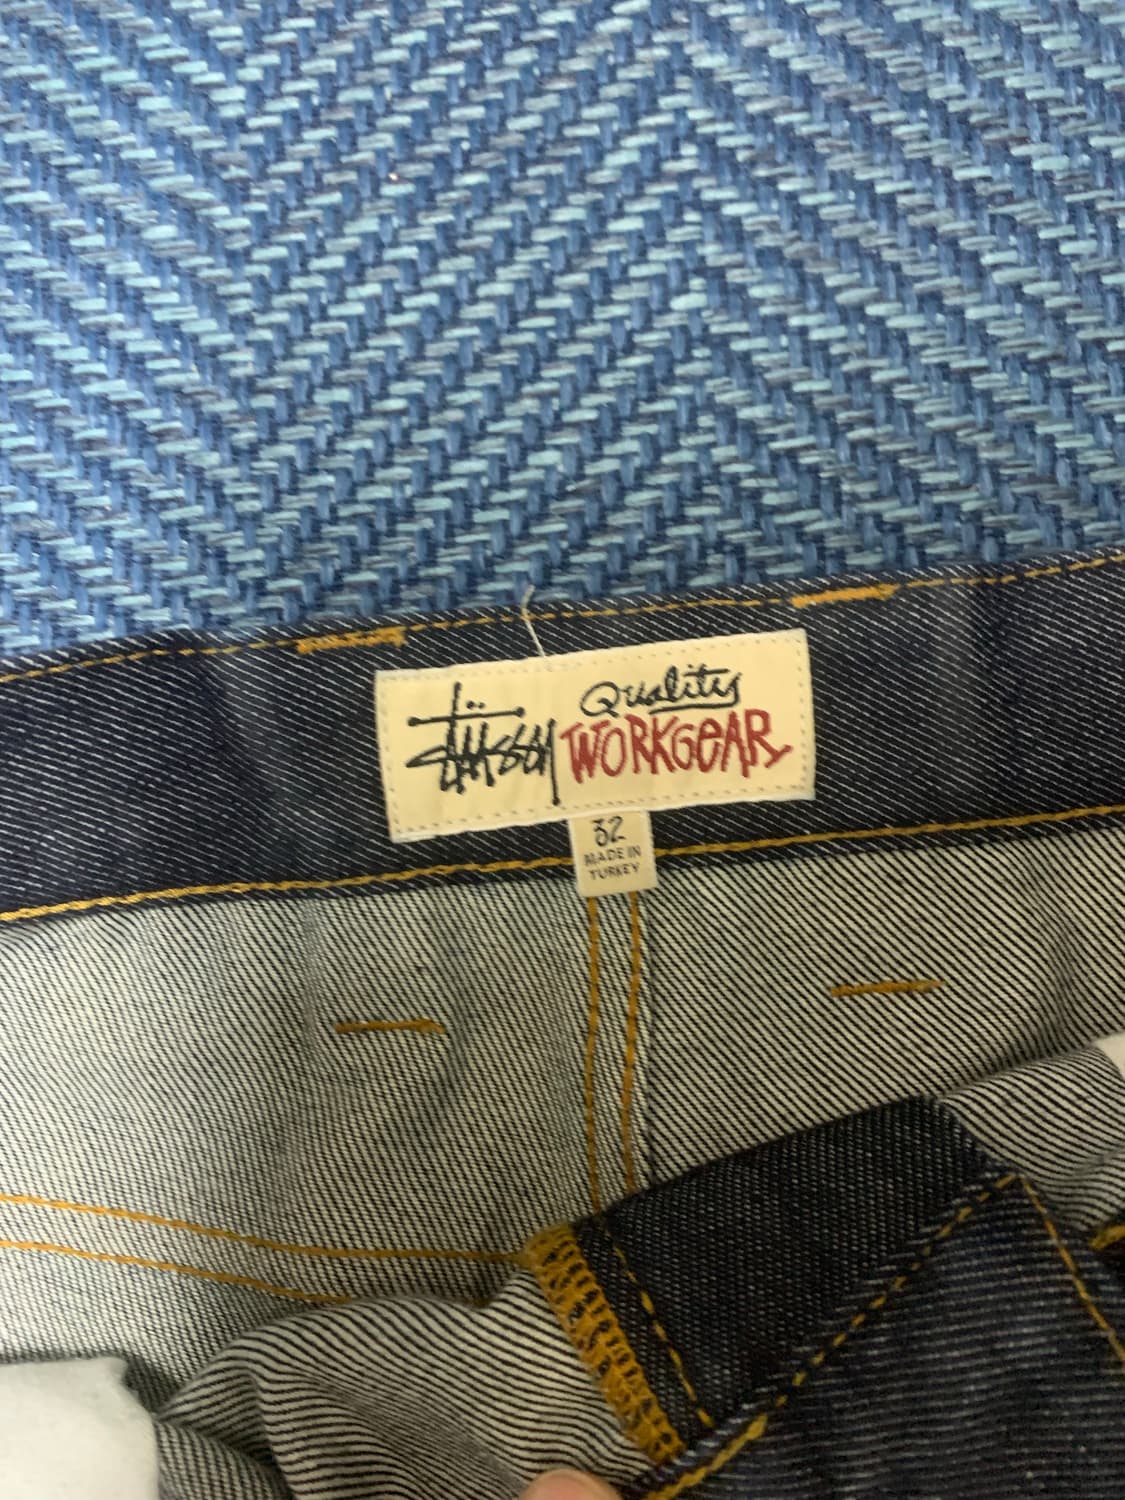 Stüssy Quality
WORKGeAR
32
MADE IN
TURKEY